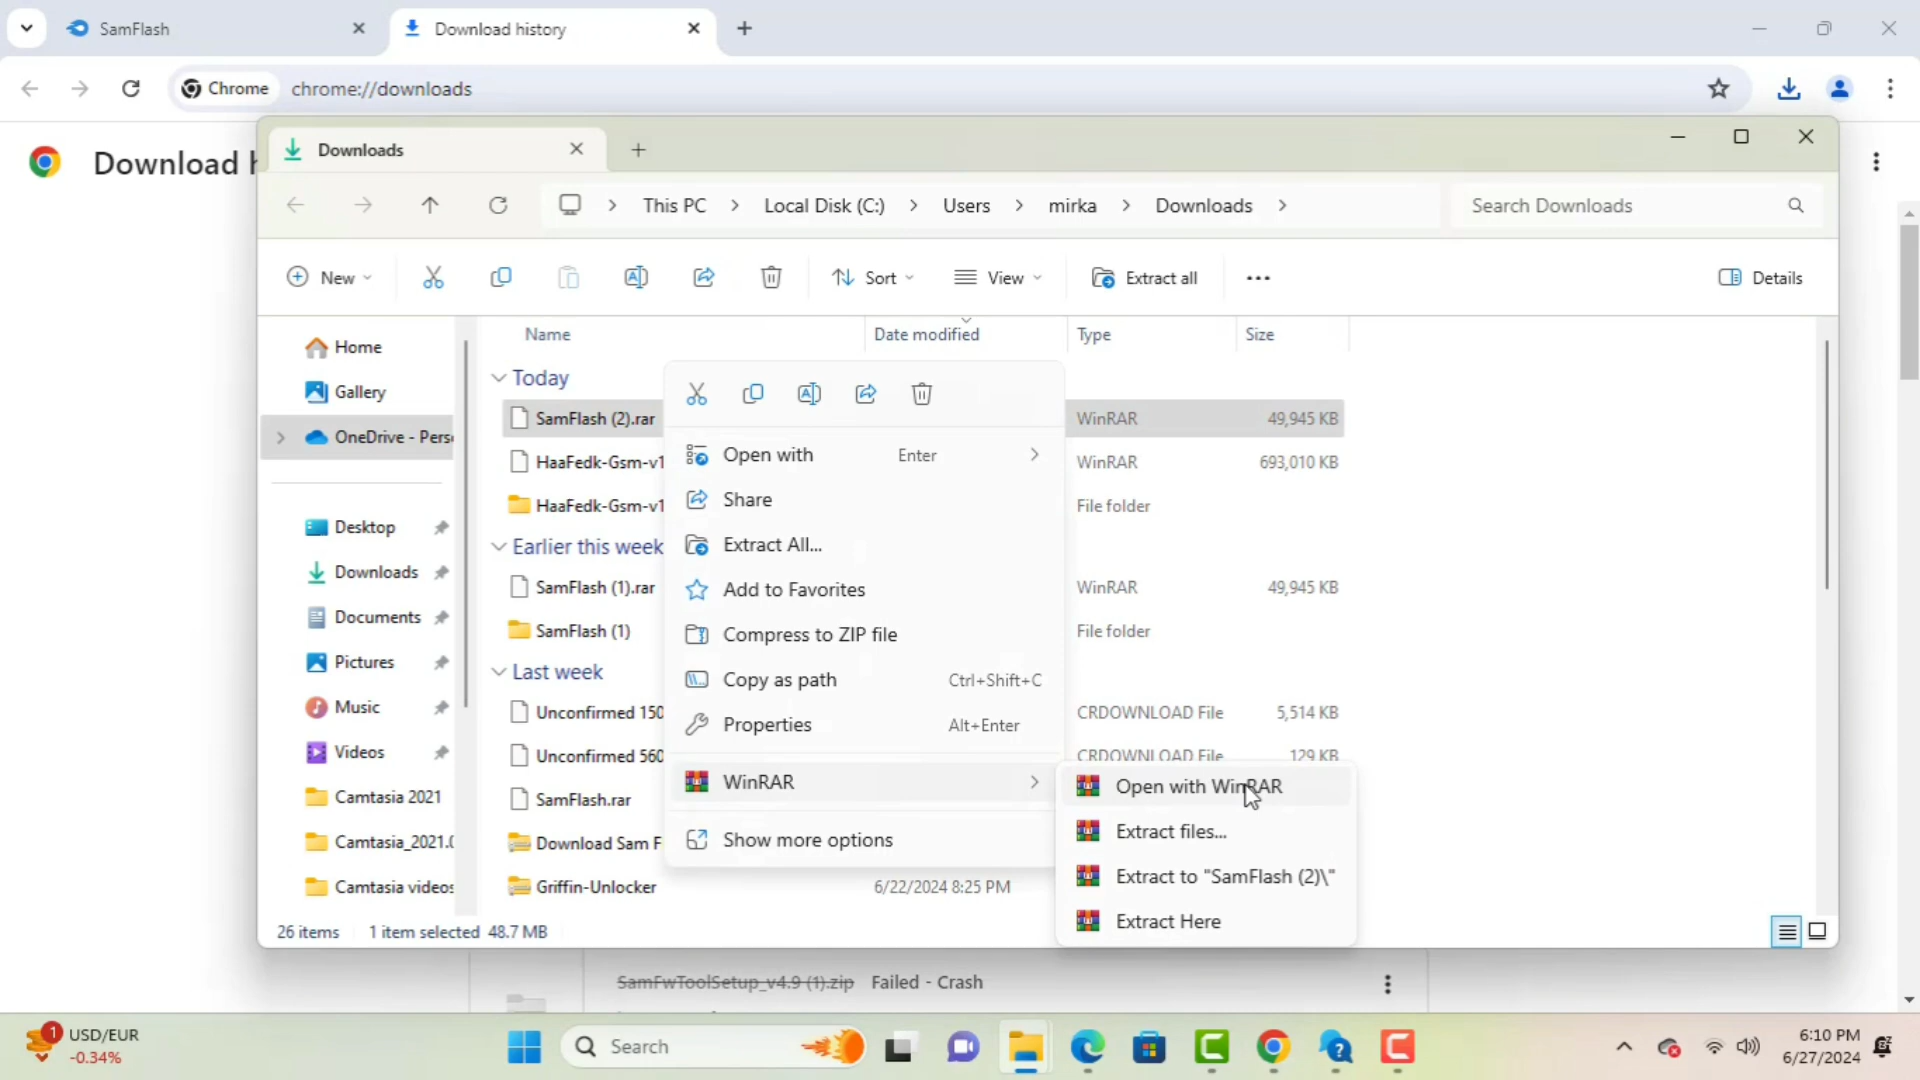 SamFlash
Download history
Chrome
chrome://downloads
Download h
Downloads
This PC
Local Disk (C:)
Users
mirka
Downloads
Search Downloads
New
Sort
View
Extract all
Details
Name
Date modified
Type
Size
Home
Gallery
OneDrive - Pers
Desktop
Downloads
Documents
Pictures
Music
Videos
Camtasia 2021
Camtasia_2021.0
Camtasia videos
Today
SamFlash (2).rar
WinRAR
49,945 KB
HaaFedk-Gsm-v1
WinRAR
693,010 KB
HaaFedk-Gsm-v1
File folder
Earlier this week
SamFlash (1).rar
WinRAR
49,945 KB
SamFlash (1)
File folder
Last week
Unconfirmed 150
CRDOWNLOAD File
5,514 KB
Unconfirmed 560
CRDOWNLOAD File
129 KB
SamFlash.rar
Download Sam F
Griffin-Unlocker
6/22/2024 8:25 PM
Open with
Enter
Share
Extract All...
Add to Favorites
Compress to ZIP file
Copy as path
Ctrl+Shift+C
Properties
Alt+Enter
WinRAR
Show more options
Open with WinRAR
Extract files...
Extract to "SamFlash (2)\"
Extract Here
26 items
1 item selected 48.7 MB
SamFwToolSetup_v4.9 (1).zip
Failed - Crash
1
USD/EUR
-0.34%
Search
6:10 PM
6/27/2024